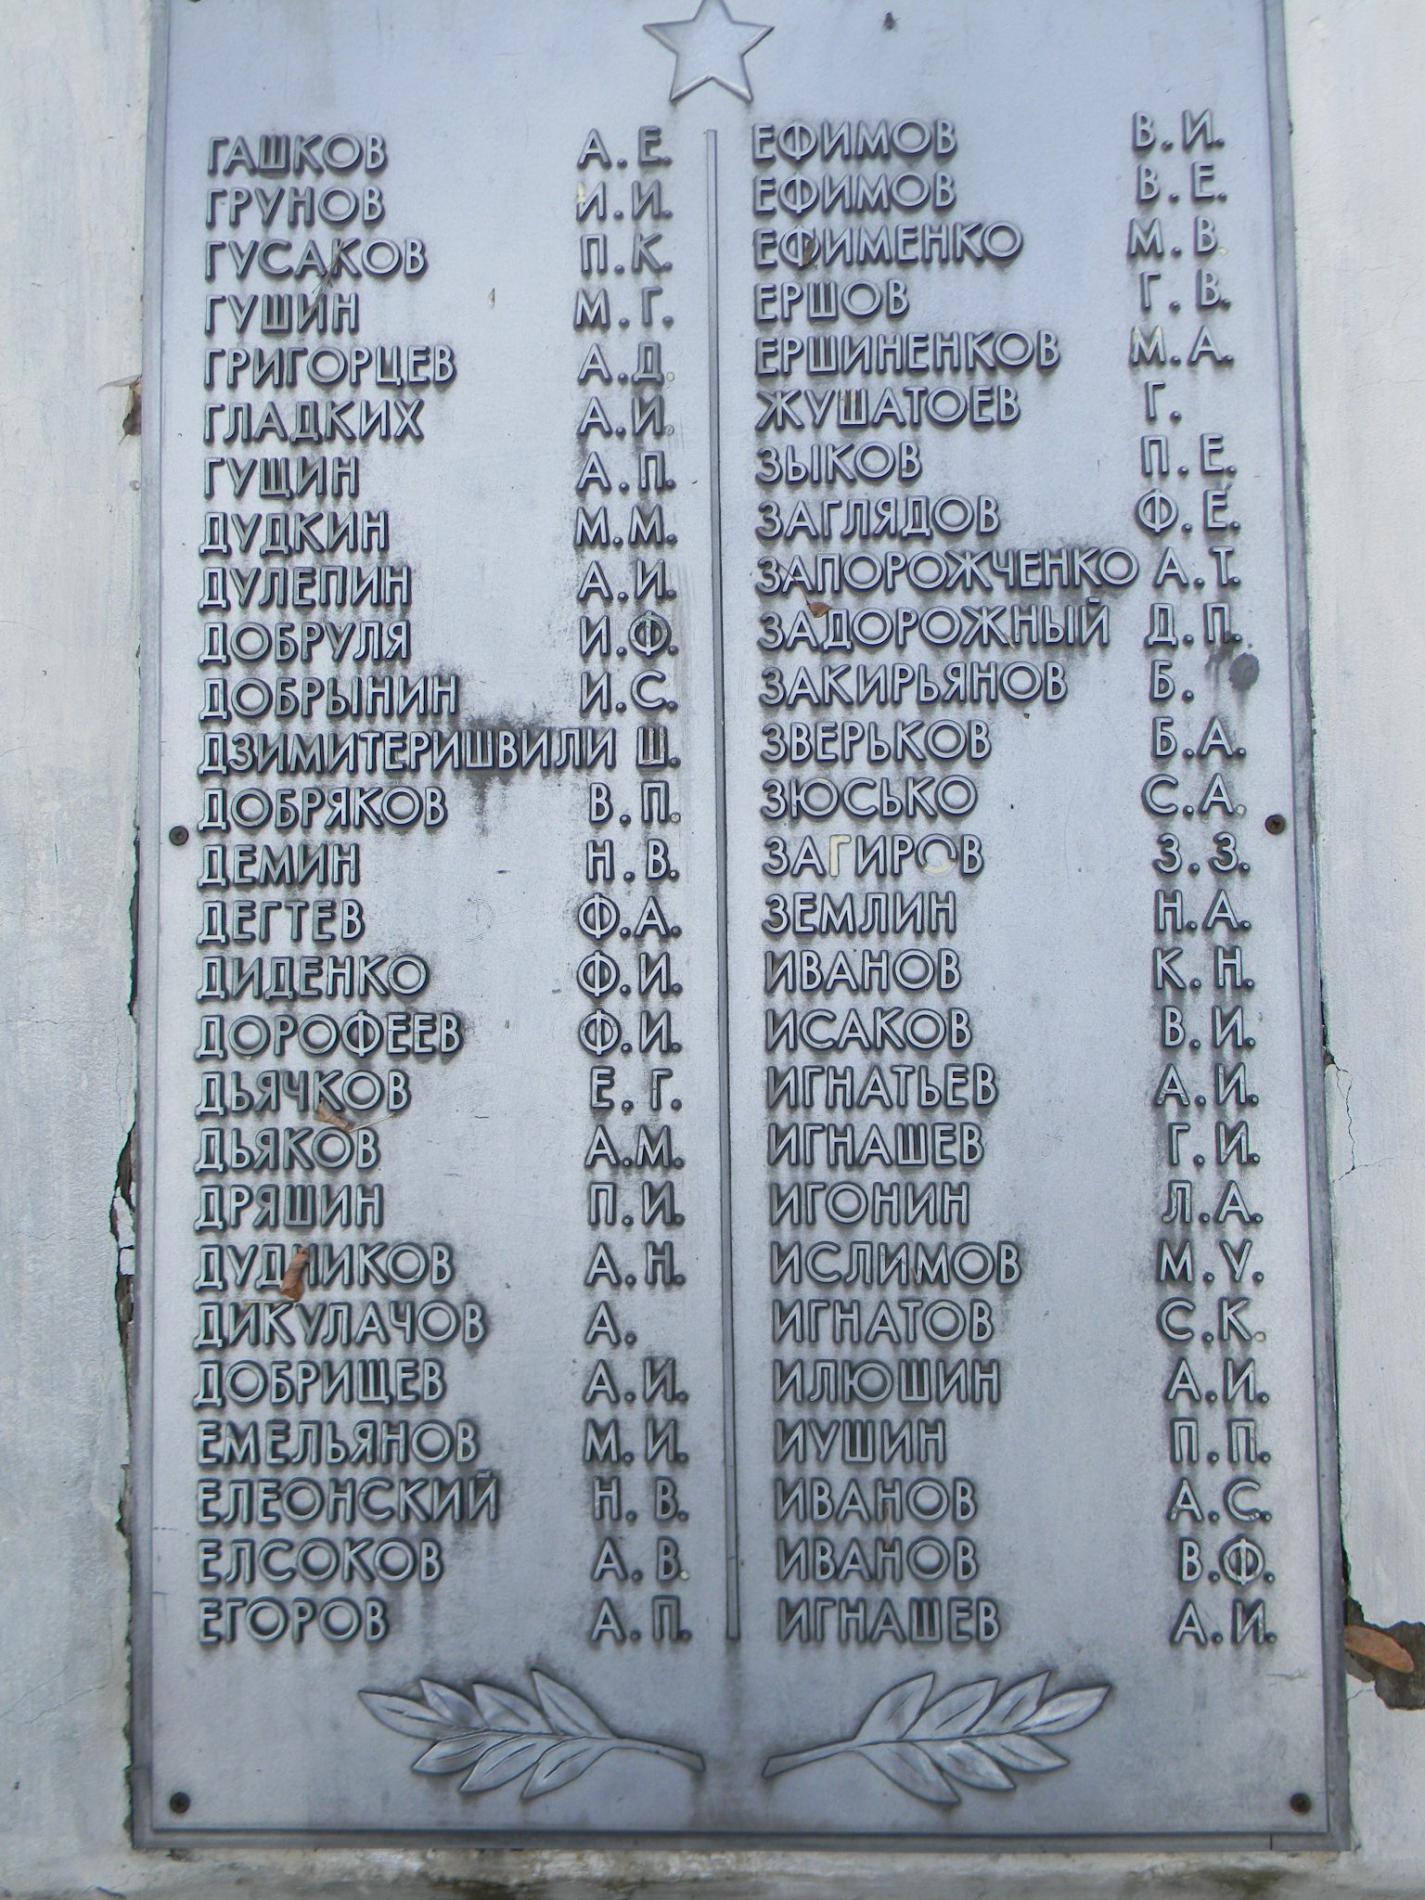 ГАШКОВ А. Е.
ГРУНОВ И. И.
ГУСАКОВ П. К.
ГУШИН М. Г.
ГРИГОРЦЕВ А. Д.
ГЛАДКИХ А. И.
ГУЩИН А. П.
ДУДКИН М. М.
ДУЛЕПИН А. И.
ДОБРУЛЯ И. Ф.
ДОБРЫНИН И. С.
ДЗИМИТЕРИШВИЛИ Ш.
ДОБРЯКОВ В. П.
ДЕМИН Н. В.
ДЕГТЕВ Ф. А.
ДИДЕНКО Ф. И.
ДОРОФЕЕВ Ф. И.
ДЬЯЧКОВ Е. Г.
ДЬЯКОВ А. М.
ДРЯШИН П. И.
ДУДНИКОВ А. Н.
ДИКУЛАЧОВ А.
ДОБРИЩЕВ А. И.
ЕМЕЛЬЯНОВ М. И.
ЕЛЕОНСКИЙ Н. В.
ЕЛСОКОВ А. В.
ЕГОРОВ А. П.
ЕФИМОВ В. И.
ЕФИМОВ В. Е.
ЕФИМЕНКО М. В.
ЕРШОВ Г. В.
ЕРШИНЕНКОВ М. А.
ЖУШАТОЕВ Г.
ЗЫКОВ П. Е.
ЗАГЛЯДОВ Ф. Е.
ЗАПОРОЖЧЕНКО А. Т.
ЗАДОРОЖНЫЙ Д. П.
ЗАКИРЬЯНОВ Б.
ЗВЕРЬКОВ Б. А.
ЗЮСЬКО С. А.
ЗАГИРОВ З. З.
ЗЕМЛИН Н. А.
ИВАНОВ К. Н.
ИСАКОВ В. И.
ИГНАТЬЕВ А. И.
ИГНАШЕВ Г. И.
ИГОНИН Л. А.
ИСЛИМОВ М. У.
ИГНАТОВ С. К.
ИЛЮШИН А. И.
ИУШИН П. П.
ИВАНОВ А. С.
ИВАНОВ В. Ф.
ИГНАШЕВ А. И.